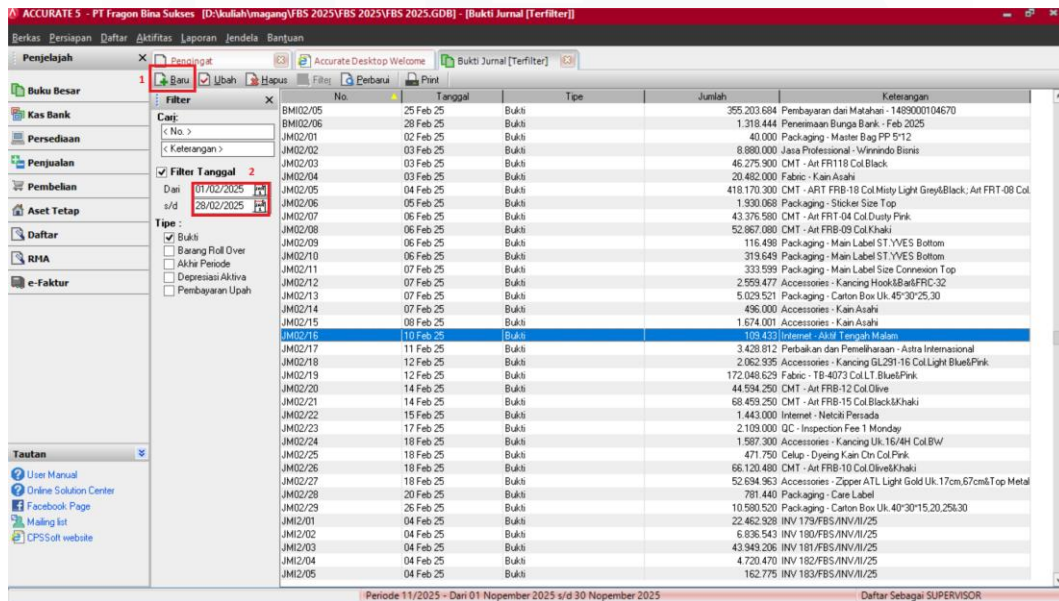 ACCURATE 5 - PT Fragon Bina Sukses [D:\kuliah\magang\FBS 2025\FBS 2025\FBS 2025.GDB] - [Bukti Jurnal [Terfilter]]
Berkas Persiapan Daftar Aktifitas Laporan Jendela Bantuan
Penjelajah
Pengingat
Accurate Desktop Welcome
Bukti Jurnal [Terfilter]
1
Baru Ubah Hapus Filter Perbarui Print
Buku Besar
Kas Bank
Persediaan
Penjualan
Pembelian
Aset Tetap
Daftar
RMA
e-Faktur
Filter
Cari:
< No. >
< Keterangan >
Filter Tanggal 2
Dari 01/02/2025
s/d 28/02/2025
Tipe :
Bukti
Barang Roll Over
Akhir Periode
Depresiasi Aktiva
Pembayaran Upah
No. Tanggal Tipe Jumlah Keterangan
BMI02/05 25 Feb 25 Bukti 355.203.684 Pembayaran dari Matahari - 1489000104670
BMI02/06 28 Feb 25 Bukti 1.318.444 Penerimaan Bunga Bank - Feb 2025
JM02/01 02 Feb 25 Bukti 40.000 Packaging - Master Bag PP 5*12
JM02/02 03 Feb 25 Bukti 8.880.000 Jasa Professional - Winnindo Bisnis
JM02/03 03 Feb 25 Bukti 46.275.900 CMT - Art FR118 Col.Black
JM02/04 03 Feb 25 Bukti 20.482.000 Fabric - Kain Asahi
JM02/05 04 Feb 25 Bukti 418.170.300 CMT - ART FRB-18 Col.Misty Light Grey&Black; Art FRT-08 Col.
JM02/06 05 Feb 25 Bukti 1.930.068 Packaging - Sticker Size Top
JM02/07 06 Feb 25 Bukti 43.376.580 CMT - Art FRT-04 Col.Dusty Pink
JM02/08 06 Feb 25 Bukti 52.867.080 CMT - Art FRB-09 Col.Khaki
JM02/09 06 Feb 25 Bukti 116.498 Packaging - Main Label ST.YVES Bottom
JM02/10 06 Feb 25 Bukti 319.649 Packaging - Main Label ST.YVES Bottom
JM02/11 07 Feb 25 Bukti 333.599 Packaging - Main Label Size Connexion Top
JM02/12 07 Feb 25 Bukti 2.559.477 Accessories - Kancing Hook&Bar&FRC-32
JM02/13 07 Feb 25 Bukti 5.029.521 Packaging - Carton Box Uk.45*30*25,30
JM02/14 07 Feb 25 Bukti 496.000 Accessories - Kain Asahi
JM02/15 08 Feb 25 Bukti 1.674.001 Accessories - Kain Asahi
JM02/16 10 Feb 25 Bukti 109.433 Internet - Aktif Tengah Malam
JM02/17 11 Feb 25 Bukti 3.428.812 Perbaikan dan Pemeliharaan - Astra Internasional
JM02/18 12 Feb 25 Bukti 2.062.935 Accessories - Kancing GL291-16 Col.Light Blue&Pink
JM02/19 12 Feb 25 Bukti 172.048.629 Fabric - TB-4073 Col.LT.Blue&Pink
JM02/20 14 Feb 25 Bukti 44.594.250 CMT - Art FRB-12 Col.Olive
JM02/21 14 Feb 25 Bukti 68.459.250 CMT - Art FRB-15 Col.Black&Khaki
JM02/22 15 Feb 25 Bukti 1.443.000 Internet - Netciti Persada
JM02/23 17 Feb 25 Bukti 2.109.000 QC - Inspection Fee 1 Monday
JM02/24 18 Feb 25 Bukti 1.587.300 Accessories - Kancing Uk.16/4H Col.BW
JM02/25 18 Feb 25 Bukti 471.750 Celup - Dyeing Kain Ctn Col.Pink
JM02/26 18 Feb 25 Bukti 66.120.480 CMT - Art FRB-10 Col.Olive&Khaki
JM02/27 18 Feb 25 Bukti 52.694.963 Accessories - Zipper ATL Light Gold Uk.17cm,67cm&Top Metal
JM02/28 20 Feb 25 Bukti 781.440 Packaging - Care Label
JM02/29 26 Feb 25 Bukti 10.580.520 Packaging - Carton Box Uk.40*30*15,20,25&30
JMI2/01 04 Feb 25 Bukti 22.462.928 INV 179/FBS/INV/II/25
JMI2/02 04 Feb 25 Bukti 6.836.543 INV 180/FBS/INV/II/25
JMI2/03 04 Feb 25 Bukti 43.949.206 INV 181/FBS/INV/II/25
JMI2/04 04 Feb 25 Bukti 4.720.470 INV 182/FBS/INV/II/25
JMI2/05 04 Feb 25 Bukti 162.775 INV 183/FBS/INV/II/25
Tautan
User Manual
Online Solution Center
Facebook Page
Mailing list
CPSSoft website
Periode 11/2025 - Dari 01 Nopember 2025 s/d 30 Nopember 2025
Daftar Sebagai SUPERVISOR